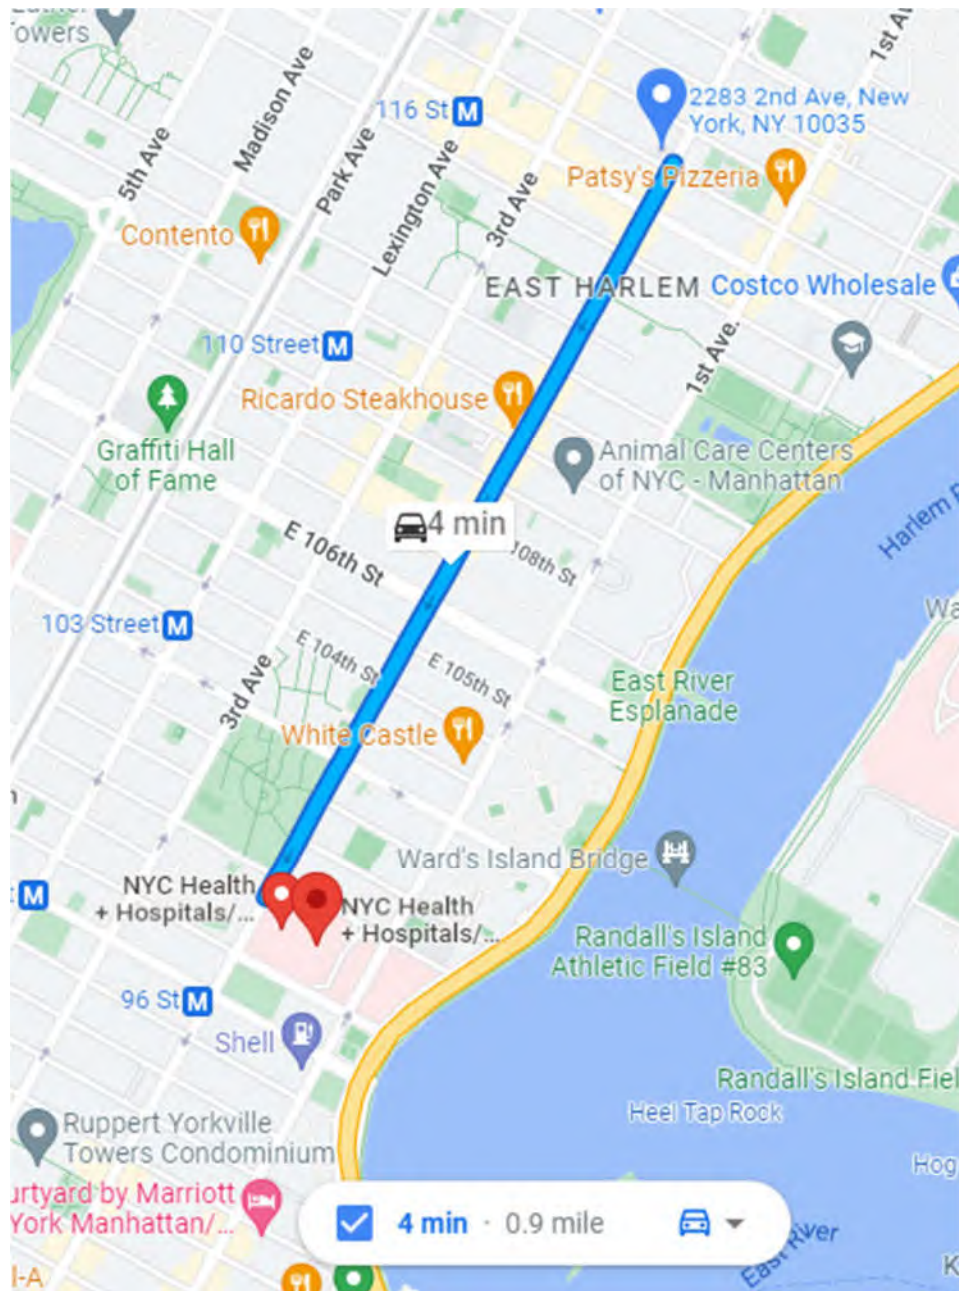 owers
Madison Ave
116 St M
1st Av
2283 2nd Ave, New
York, NY 10035
5th Ave
Park Ave
Lexington Ave
3rd Ave
Patsy's Pizzeria
Contento
EAST HARLEM
Costco Wholesale
110 Street M
1st Ave.
Ricardo Steakhouse
Graffiti Hall
of Fame
Animal Care Centers
of NYC - Manhattan
4 min
E 106th St
108th St
Harlem
103 Street M
Wa
E 104th St
E 105th St
3rd Ave
East River
Esplanade
White Castle
Ward's Island Bridge
NYC Health
+ Hospitals/...
NYC Health
+ Hospitals/...
M
Randall's Island
Athletic Field #83
96 St M
Shell
Randall's Island Fiel
Heel Tap Rock
Ruppert Yorkville
Towers Condominium
Hog
urtyard by Marriott
York Manhattan/...
4 min · 0.9 mile
East River
K
l-A